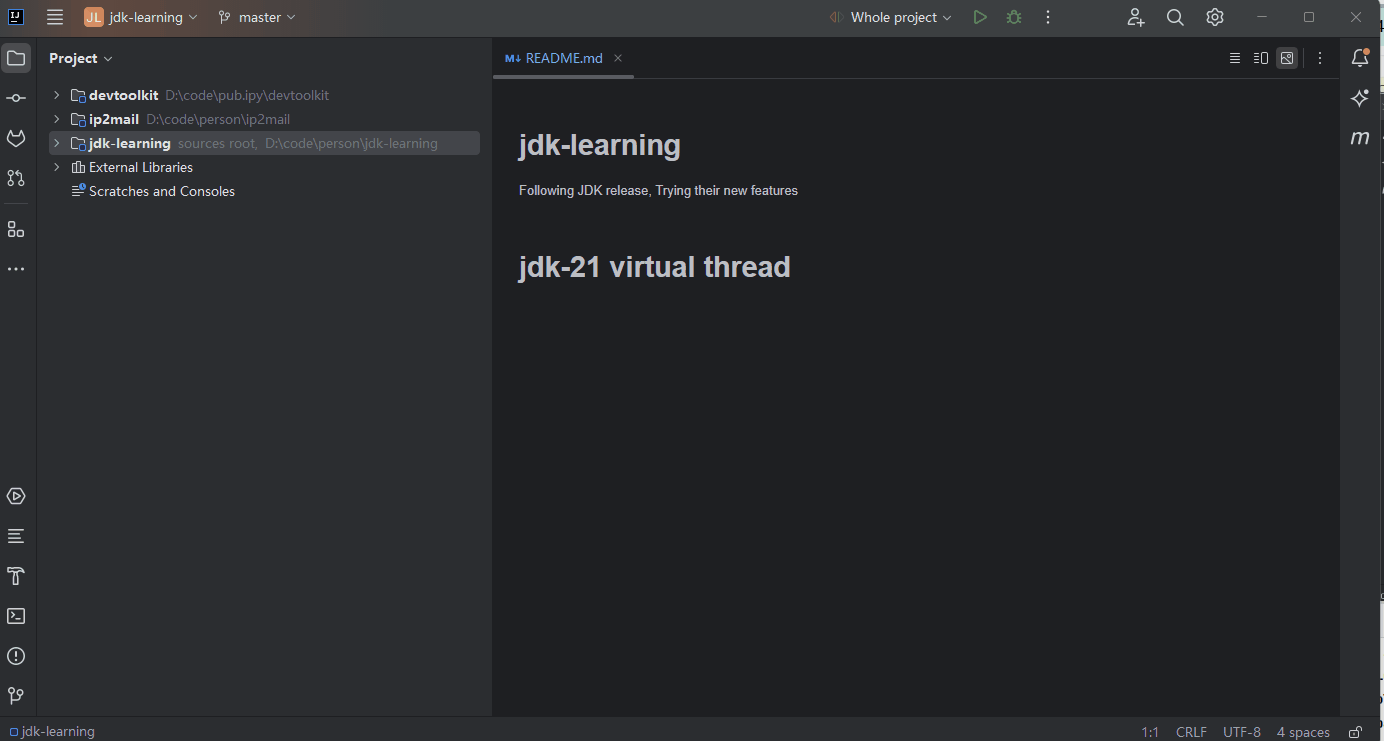 JL jdk-learning master Whole project
Project
README.md
devtoolkit D:\code\pub.ipy\devtoolkit
ip2mail D:\code\person\ip2mail
jdk-learning sources root, D:\code\person\jdk-learning
External Libraries
Scratches and Consoles
jdk-learning
Following JDK release, Trying their new features
jdk-21 virtual thread
jdk-learning 1:1 CRLF UTF-8 4 spaces